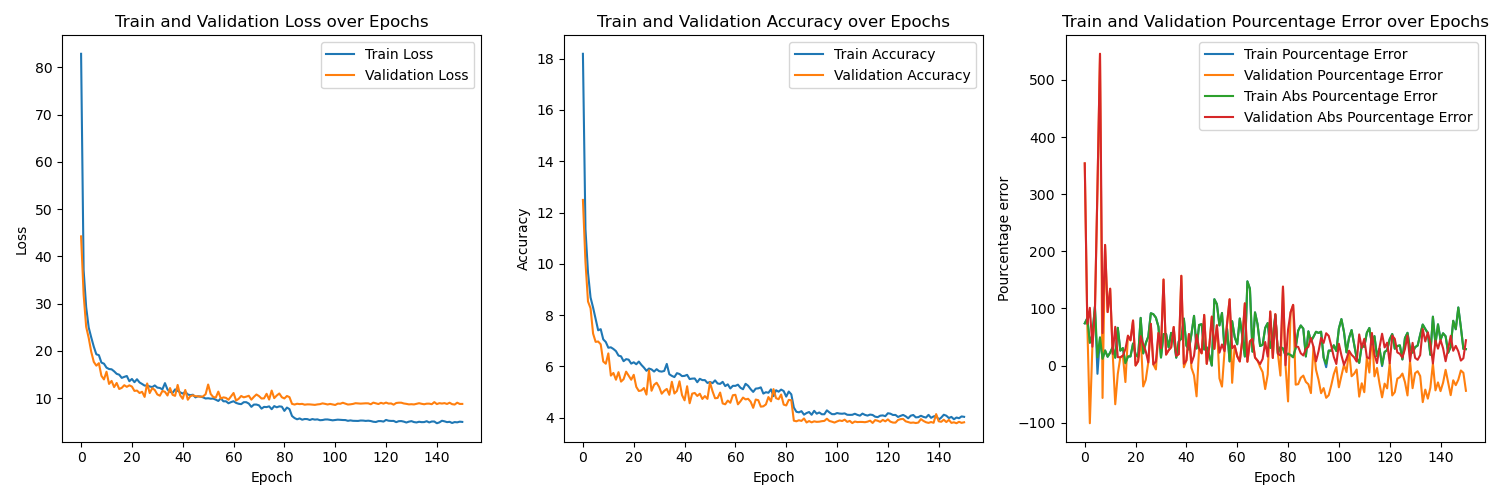 Train and Validation Loss over Epochs
Train Loss
Validation Loss
80
70
60
50
40
30
20
10
Loss
0
20
40
60
80
100
120
140
Epoch
Train and Validation Accuracy over Epochs
Train Accuracy
Validation Accuracy
18
16
14
12
10
8
6
4
Accuracy
0
20
40
60
80
100
120
140
Epoch
Train and Validation Pourcentage Error over Epochs
Train Pourcentage Error
Validation Pourcentage Error
Train Abs Pourcentage Error
Validation Abs Pourcentage Error
500
400
300
200
100
0
−100
Pourcentage error
0
20
40
60
80
100
120
140
Epoch